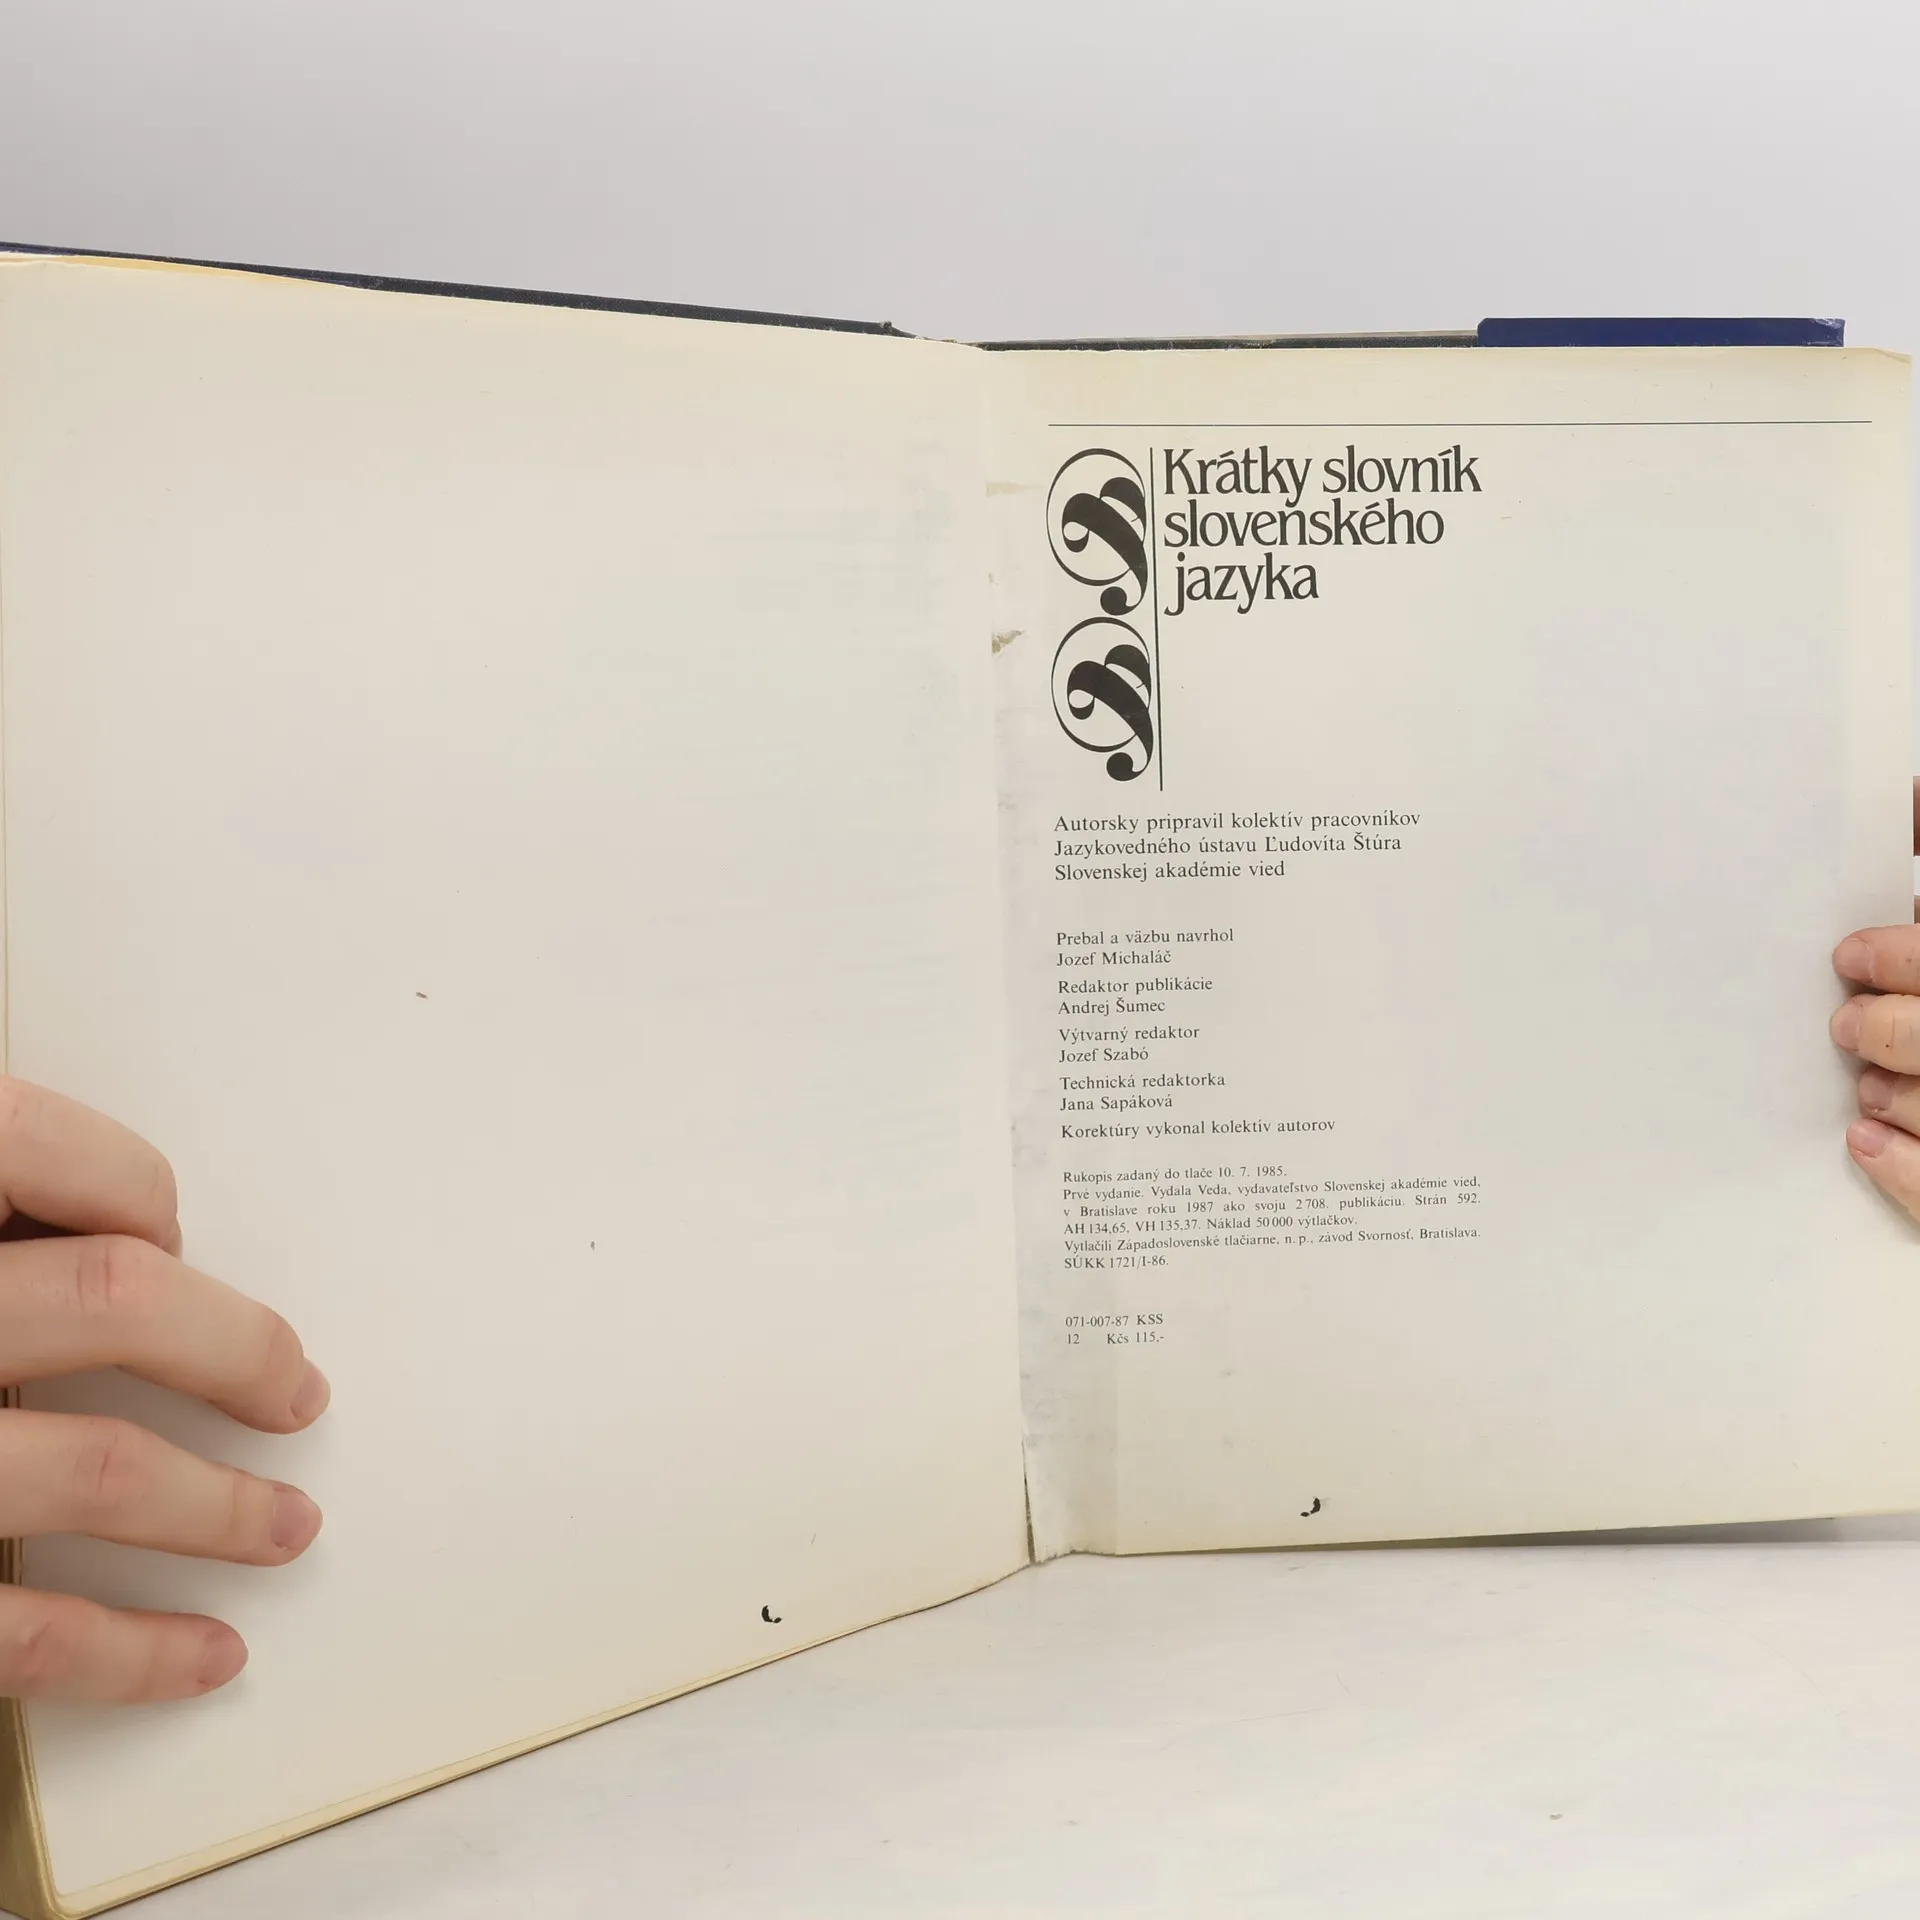 Krátky slovník
slovenského
jazyka
Autorsky pripravil kolektív pracovníkov
Jazykovedného ústavu Ľudovíta Štúra
Slovenskej akadémie vied
Prebal a väzbu navrhol
Jozef Michaláč
Redaktor publikácie
Andrej Šumec
Výtvarný redaktor
Jozef Szabó
Technická redaktorka
Jana Sapáková
Korektúry vykonal kolektív autorov
Rukopis zadaný do tlače 10. 7. 1985.
Prvé vydanie. Vydala Veda, vydavateľstvo Slovenskej akadémie vied,
v Bratislave roku 1987 ako svoju 2 708. publikáciu. Strán 592.
AH 134,65, VH 135,37. Náklad 50 000 výtlačkov.
Vytlačili Západoslovenské tlačiarne, n. p., závod Svornosť, Bratislava.
SÚKK 1721/I-86.
071-007-87 KSS
12 Kčs 115,-